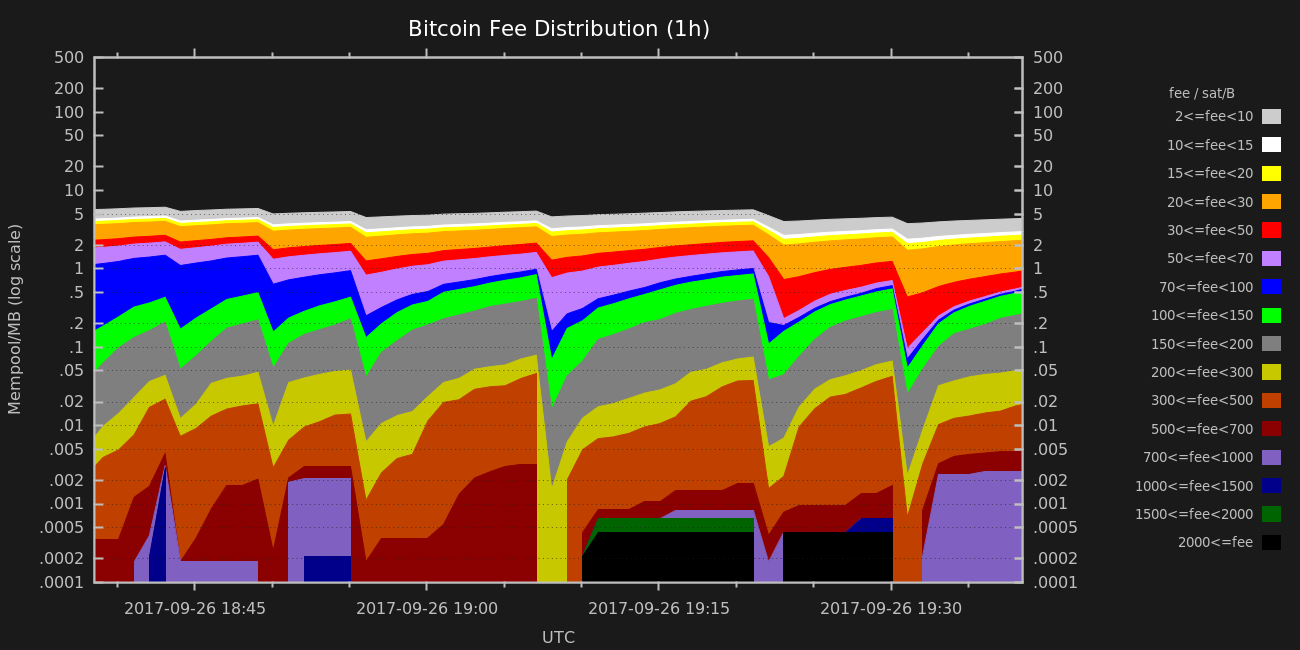 Bitcoin Fee Distribution (1h)
500 500
200 200
100 100
50 50
20 20
10 10
5 5
2 2
1 1
.5 .5
.2 .2
.1 .1
.05 .05
.02 .02
.01 .01
.005 .005
.002 .002
.001 .001
.0005 .0005
.0002 .0002
.0001 .0001
Mempool/MB (log scale)
2017-09-26 18:45 2017-09-26 19:00 2017-09-26 19:15 2017-09-26 19:30
UTC
fee / sat/B
2<=fee<10
10<=fee<15
15<=fee<20
20<=fee<30
30<=fee<50
50<=fee<70
70<=fee<100
100<=fee<150
150<=fee<200
200<=fee<300
300<=fee<500
500<=fee<700
700<=fee<1000
1000<=fee<1500
1500<=fee<2000
2000<=fee